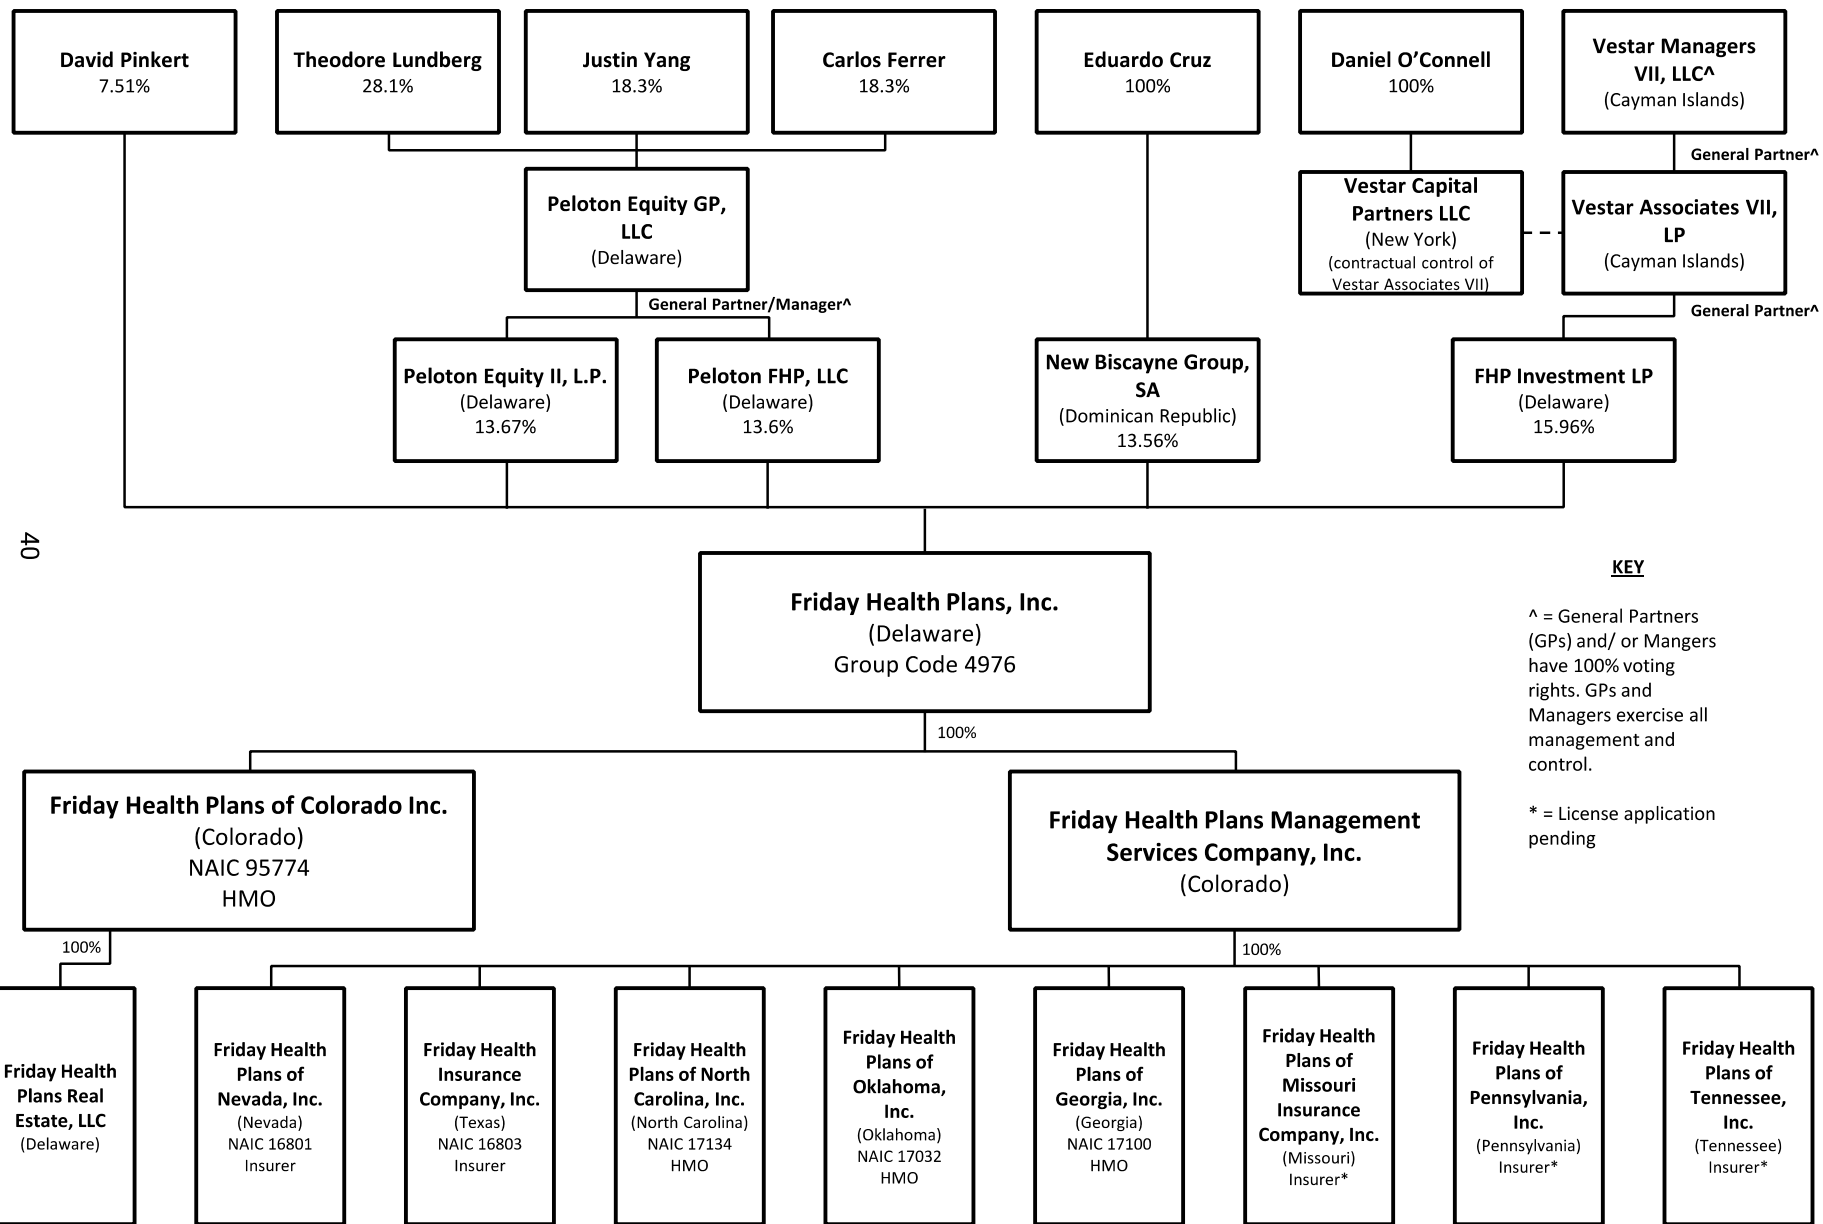 David Pinkert
7.51%
Theodore Lundberg
28.1%
Justin Yang
18.3%
Carlos Ferrer
18.3%
Eduardo Cruz
100%
Daniel O’Connell
100%
Vestar Managers
VII, LLC^
(Cayman Islands)
General Partner^
Peloton Equity GP,
LLC
(Delaware)
Vestar Capital
Partners LLC
(New York)
(contractual control of
Vestar Associates VII)
Vestar Associates VII,
LP
(Cayman Islands)
General Partner/Manager^
General Partner^
Peloton Equity II, L.P.
(Delaware)
13.67%
Peloton FHP, LLC
(Delaware)
13.6%
New Biscayne Group,
SA
(Dominican Republic)
13.56%
FHP Investment LP
(Delaware)
15.96%
40
Friday Health Plans, Inc.
(Delaware)
Group Code 4976
KEY
^ = General Partners
(GPs) and/ or Mangers
have 100% voting
rights. GPs and
Managers exercise all
management and
control.
* = License application
pending
100%
Friday Health Plans of Colorado Inc.
(Colorado)
NAIC 95774
HMO
Friday Health Plans Management
Services Company, Inc.
(Colorado)
100%
100%
Friday Health
Plans Real
Estate, LLC
(Delaware)
Friday Health
Plans of
Nevada, Inc.
(Nevada)
NAIC 16801
Insurer
Friday Health
Insurance
Company, Inc.
(Texas)
NAIC 16803
Insurer
Friday Health
Plans of North
Carolina, Inc.
(North Carolina)
NAIC 17134
HMO
Friday Health
Plans of
Oklahoma,
Inc.
(Oklahoma)
NAIC 17032
HMO
Friday Health
Plans of
Georgia, Inc.
(Georgia)
NAIC 17100
HMO
Friday Health
Plans of
Missouri
Insurance
Company, Inc.
(Missouri)
Insurer*
Friday Health
Plans of
Pennsylvania,
Inc.
(Pennsylvania)
Insurer*
Friday Health
Plans of
Tennessee,
Inc.
(Tennessee)
Insurer*